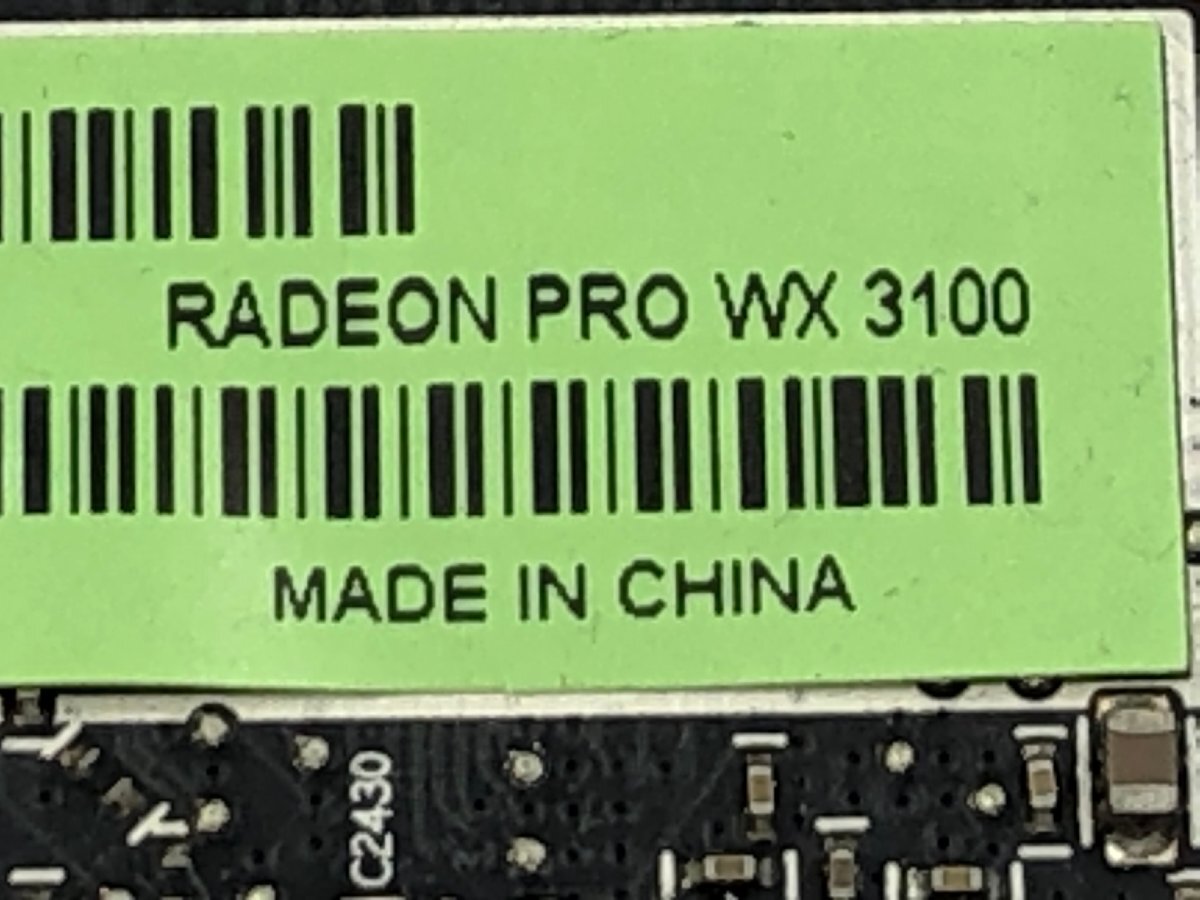 RADEON PRO WX 3100
MADE IN CHINA
C2430